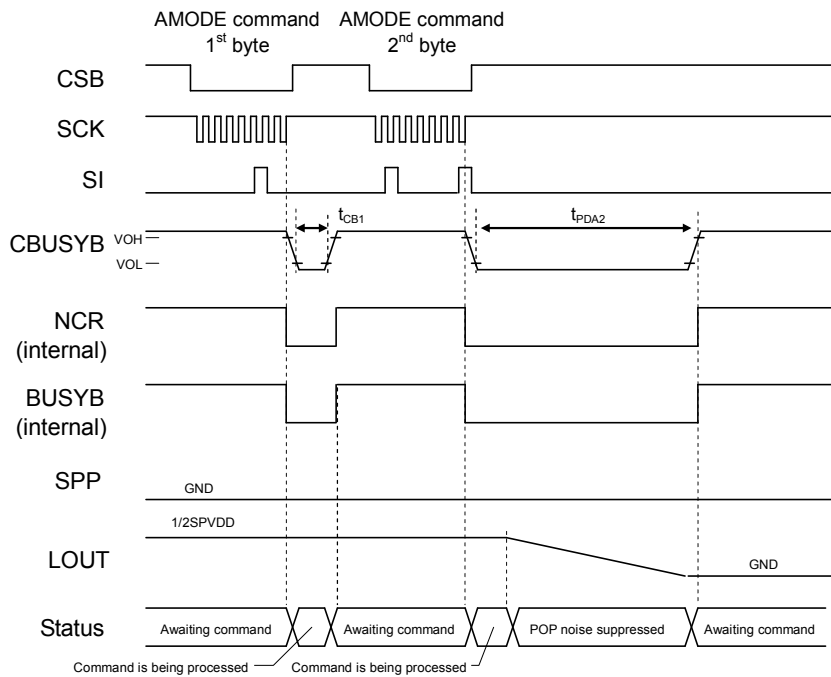 AMODE command
1st byte
AMODE command
2nd byte
CSB
SCK
SI
tCB1
tPDA2
CBUSYB
VOH
VOL
NCR
(internal)
BUSYB
(internal)
SPP
GND
1/2SPVDD
LOUT
GND
Status
Awaiting command
Awaiting command
POP noise suppressed
Awaiting command
Command is being processed
Command is being processed